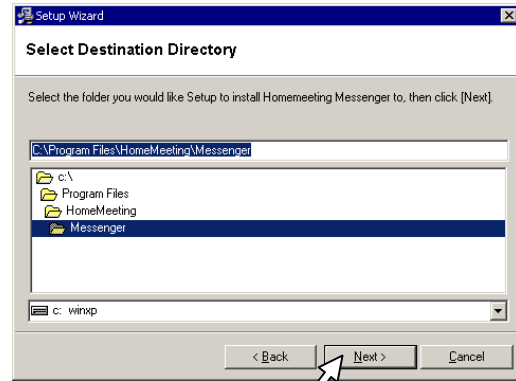 Setup Wizard
Select Destination Directory
Select the folder you would like Setup to install Homemeeting Messenger to, then click [Next].
C:\Program Files\HomeMeeting\Messenger
c:\
Program Files
HomeMeeting
Messenger
c: winxp
< Back Next > Cancel